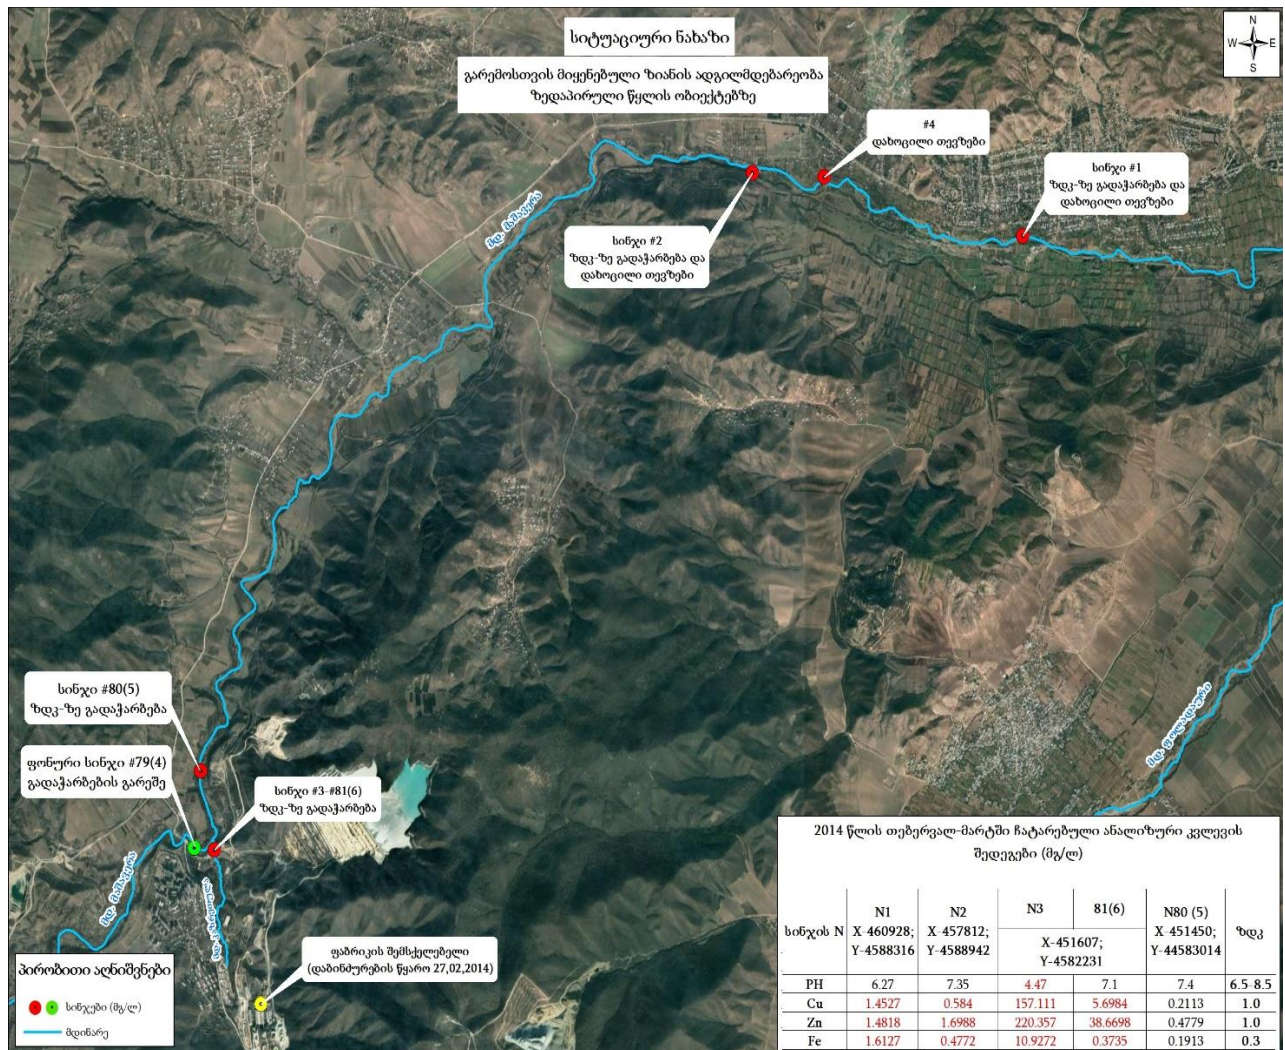 სიტუაციური ნახაზი
გარემოსთვის მიყენებული ზიანის ადგილმდებარეობა
ზედაპირული წყლის ობიექტებზე
N
W E
S
#4
დახოცილი თევზები
სინჯი #1
ზდკ-ზე გადაჭარბება და
დახოცილი თევზები
სინჯი #2
ზდკ-ზე გადაჭარბება და
დახოცილი თევზები
მდ. მაშავერა
სინჯი #80(5)
ზდკ-ზე გადაჭარბება
ფონური სინჯი #79(4)
გადაჭარბების გარეშე
სინჯი #3-#81(6)
ზდკ-ზე გადაჭარბება
მდ. მაშავერა
მდ. ფოლადაური
ფაბრიკის შემსქელებელი
(დაბინძურების წყარო 27,02,2014)
პირობითი აღნიშვნები
სინჯები (მგ/ლ)
მდინარე
2014 წლის თებერვალ-მარტში ჩატარებული ანალიზური კვლევის
შედეგები (მგ/ლ)
სინჯის N N1 X-460928; Y-4588316 N2 X-457812; Y-4588942 N3 81(6) X-451607; Y-4582231 N80 (5) X-451450; Y-44583014 ზდკ
PH 6.27 7.35 4.47 7.1 7.4 6.5-8.5
Cu 1.4527 0.584 157.111 5.6984 0.2113 1.0
Zn 1.4818 1.6988 220.357 38.6698 0.4779 1.0
Fe 1.6127 0.4772 10.9272 0.3735 0.1913 0.3